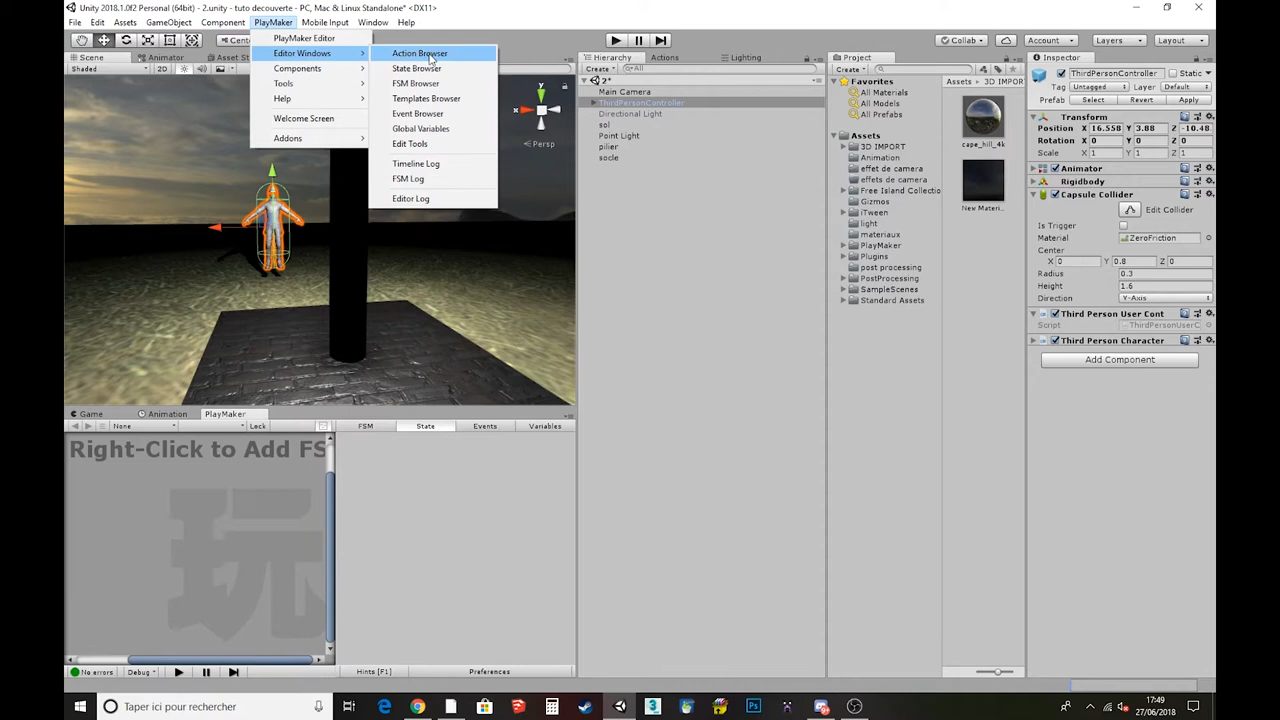 Unity 2018.1.0f2 Personal (64bit) - 2.unity - tuto decouverte - PC, Mac & Linux Standalone* <DX11>
File Edit Assets GameObject Component PlayMaker Mobile Input Window Help
Collab Account Layers Layout
PlayMaker Editor
Editor Windows
Components
Tools
Help
Welcome Screen
Addons
Action Browser
State Browser
FSM Browser
Templates Browser
Event Browser
Global Variables
Edit Tools
Timeline Log
FSM Log
Editor Log
Scene Animator
Shaded 2D
x
Persp
Hierarchy Actions Lighting
Create All
2*
Main Camera
ThirdPersonController
Directional Light
sol
Point Light
pilier
socle
Project
Create
Favorites
All Materials
All Models
All Prefabs
Assets
3D IMPORT
Animation
effet de camera
effets de camera
Free Island Collectio
Gizmos
iTween
light
materiaux
PlayMaker
Plugins
post processing
PostProcessing
SampleScenes
Standard Assets
Assets 3D IMPORT
cape_hill_4k
New Materi...
Inspector
ThirdPersonController Static
Tag Untagged Layer Default
Prefab Select Revert Apply
Transform
Position X 16.558 Y 3.88 Z -10.48
Rotation X 0 Y 0 Z 0
Scale X 1 Y 1 Z 1
Animator
Rigidbody
Capsule Collider
Edit Collider
Is Trigger
Material ZeroFriction
Center
X 0 Y 0.8 Z 0
Radius 0.3
Height 1.6
Direction Y-Axis
Third Person User Cont
Script ThirdPersonUserC
Third Person Character
Add Component
Game Animation PlayMaker
None Lock FSM State Events Variables
Right-Click to Add FS
玩
No errors Debug Hints [F1] Preferences
Taper ici pour rechercher
17:49
27/06/2018